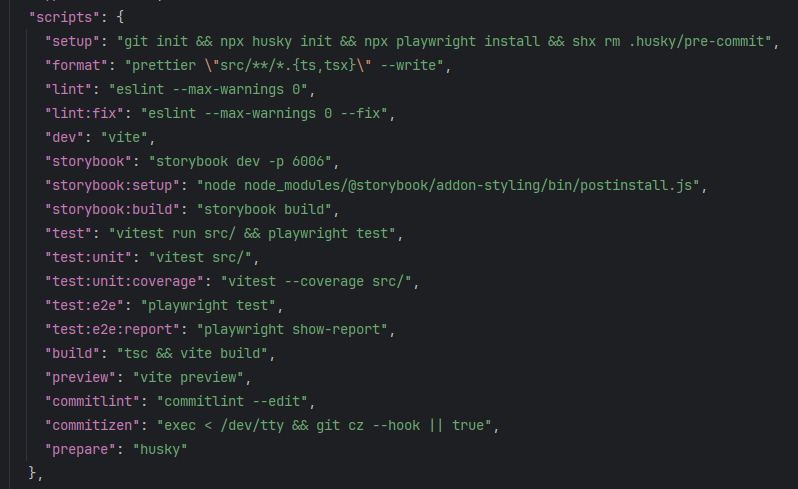 "scripts": {
"setup": "git init && npx husky init && npx playwright install && shx rm .husky/pre-commit",
"format": "prettier \"src/**/*.{ts,tsx}\" --write",
"lint": "eslint --max-warnings 0",
"lint:fix": "eslint --max-warnings 0 --fix",
"dev": "vite",
"storybook": "storybook dev -p 6006",
"storybook:setup": "node node_modules/@storybook/addon-styling/bin/postinstall.js",
"storybook:build": "storybook build",
"test": "vitest run src/ && playwright test",
"test:unit": "vitest src/",
"test:unit:coverage": "vitest --coverage src/",
"test:e2e": "playwright test",
"test:e2e:report": "playwright show-report",
"build": "tsc && vite build",
"preview": "vite preview",
"commitlint": "commitlint --edit",
"commitizen": "exec < /dev/tty && git cz --hook || true",
"prepare": "husky"
},